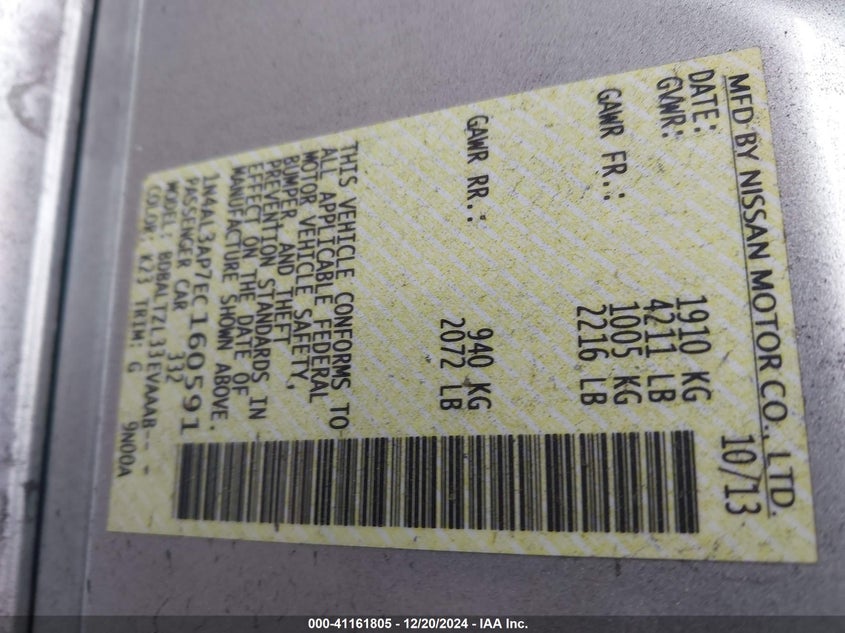 MFD BY NISSAN MOTOR CO., LTD.
DATE: 10/13
GVWR: 1910 KG
4211 LB
GAWR FR.: 1005 KG
2216 LB
GAWR RR.: 940 KG
2072 LB
THIS VEHICLE CONFORMS TO
ALL APPLICABLE FEDERAL
MOTOR VEHICLE SAFETY,
BUMPER AND THEFT
PREVENTION STANDARDS IN
EFFECT ON THE DATE OF
MANUFACTURE SHOWN ABOVE.
1N4AL3AP7EC160591
PASSENGER CAR 332
MODEL: BDBALTZL33EVAAAB-- -
COLOR: K23 TRIM: G 9N00A
000-41161805 - 12/20/2024 - IAA Inc.